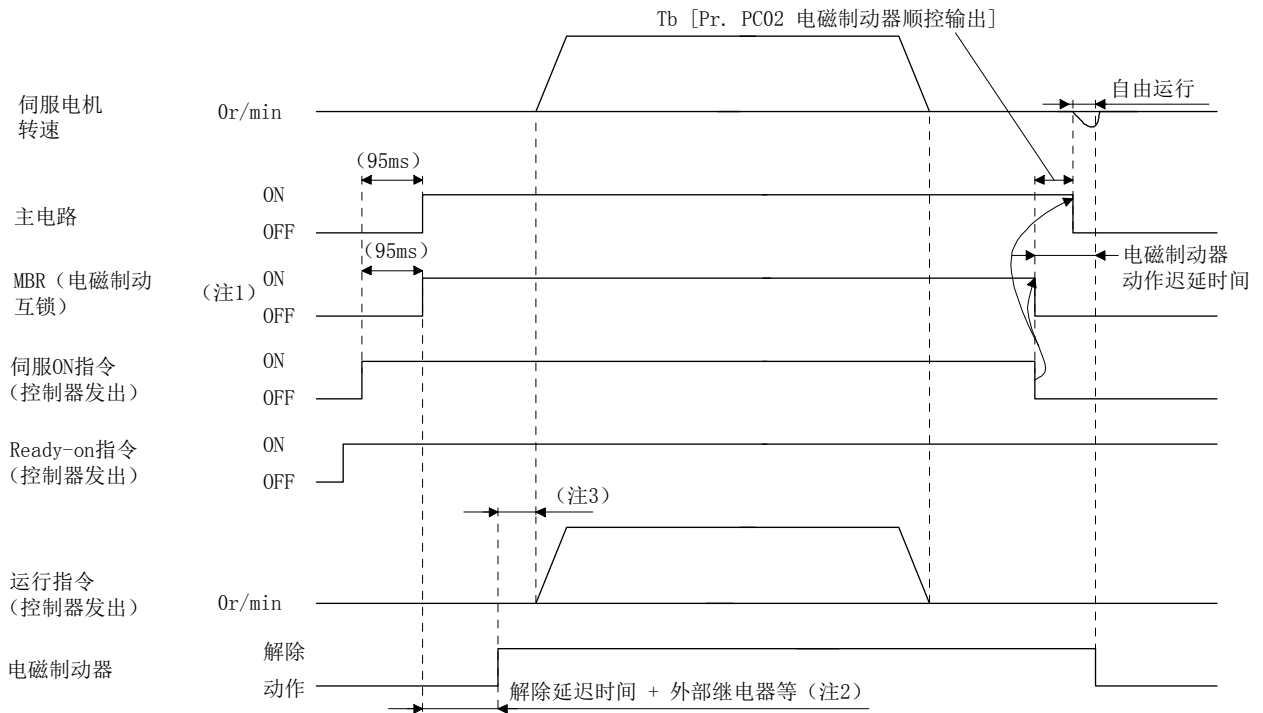 Tb [Pr. PC02 电磁制动器顺控输出]
自由运行
伺服电机
转速
0r/min
(95ms)
主电路
ON
OFF
(95ms)
电磁制动器
动作迟延时间
MBR（电磁制动
互锁）
（注1）
ON
OFF
伺服ON指令
（控制器发出）
ON
OFF
Ready-on指令
（控制器发出）
ON
OFF
（注3）
运行指令
（控制器发出）
0r/min
电磁制动器
解除
动作
解除延迟时间 + 外部继电器等（注2）